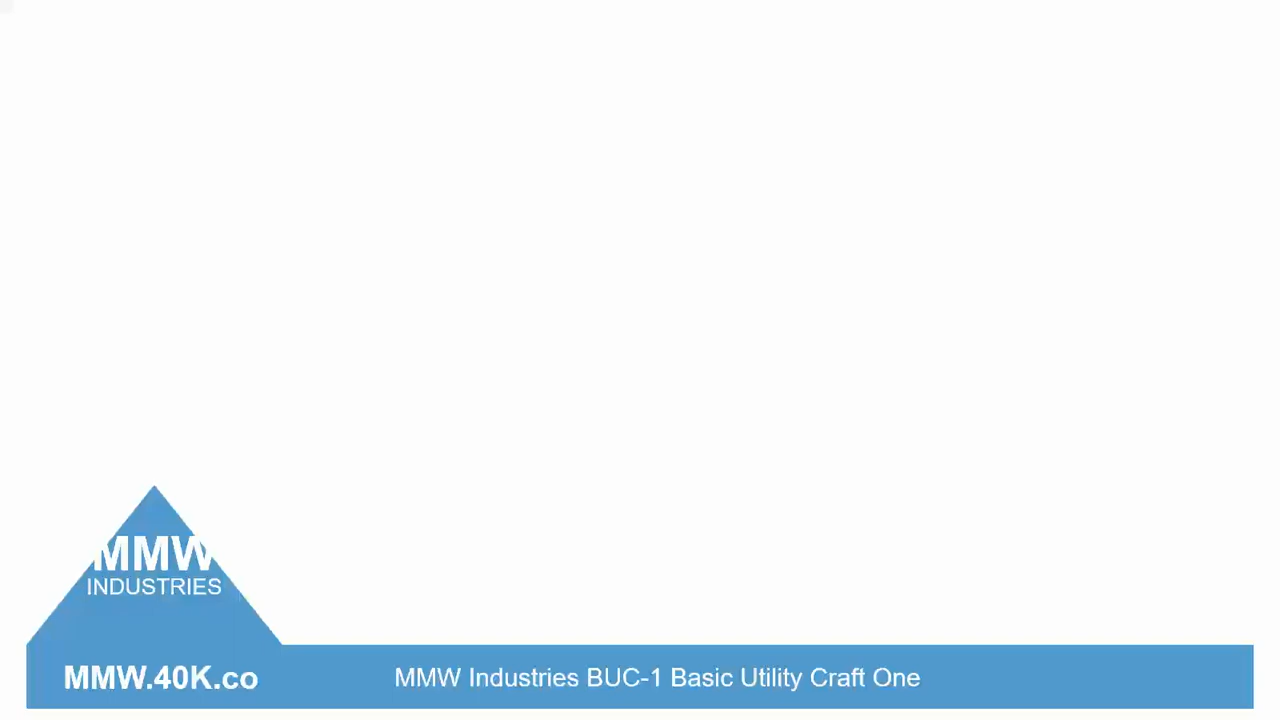 MMW
INDUSTRIES
MMW.40K.co
MMW Industries BUC-1 Basic Utility Craft One